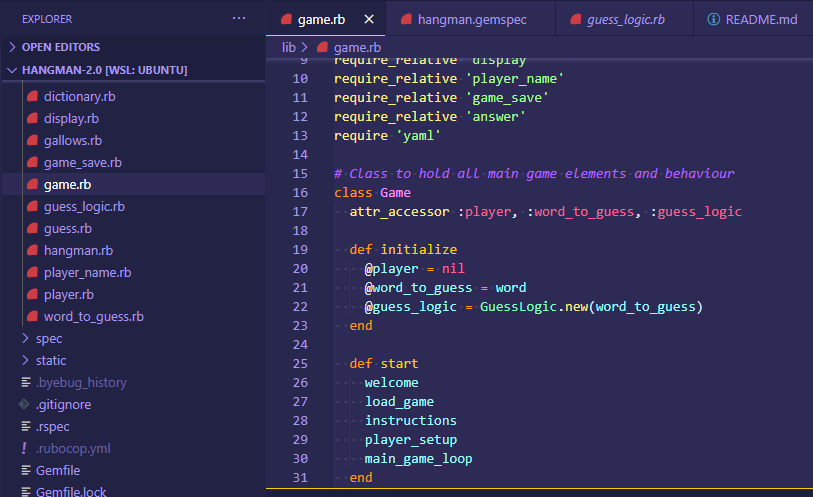 EXPLORER
OPEN EDITORS
HANGMAN-2.0 [WSL: UBUNTU]
dictionary.rb
display.rb
gallows.rb
game_save.rb
game.rb
guess_logic.rb
guess.rb
hangman.rb
player_name.rb
player.rb
word_to_guess.rb
spec
static
.byebug_history
.gitignore
.rspec
.rubocop.yml
Gemfile
Gemfile.lock
game.rb
hangman.gemspec
guess_logic.rb
README.md
lib > game.rb
9 require_relative 'display'
10 require_relative 'player_name'
11 require_relative 'game_save'
12 require_relative 'answer'
13 require 'yaml'
14
15 # Class to hold all main game elements and behaviour
16 class Game
17 attr_accessor :player, :word_to_guess, :guess_logic
18
19 def initialize
20 @player = nil
21 @word_to_guess = word
22 @guess_logic = GuessLogic.new(word_to_guess)
23 end
24
25 def start
26 welcome
27 load_game
28 instructions
29 player_setup
30 main_game_loop
31 end